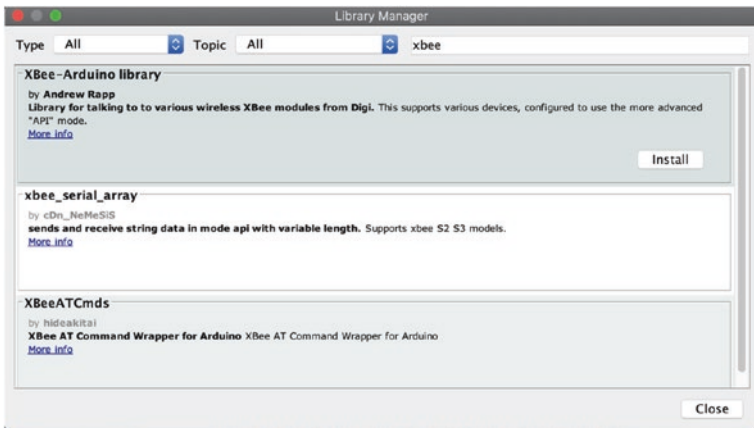 Library Manager
Type All Topic All xbee
XBee-Arduino library
by Andrew Rapp
Library for talking to to various wireless XBee modules from Digi. This supports various devices, configured to use the more advanced
"API" mode.
More info
Install
xbee_serial_array
by cDn_NeMeSiS
sends and receive string data in mode api with variable length. Supports xbee S2 S3 models.
More info
XBeeATCmds
by hideakitai
XBee AT Command Wrapper for Arduino XBee AT Command Wrapper for Arduino
More info
Close